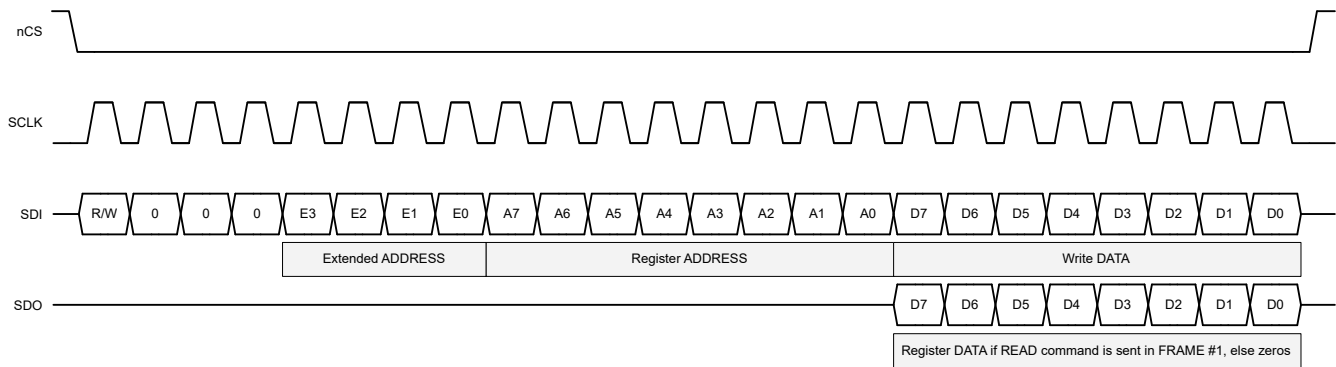 nCS
SCLK
SDI R/W 0 0 0 E3 E2 E1 E0 A7 A6 A5 A4 A3 A2 A1 A0 D7 D6 D5 D4 D3 D2 D1 D0
Extended ADDRESS Register ADDRESS Write DATA
SDO D7 D6 D5 D4 D3 D2 D1 D0
Register DATA if READ command is sent in FRAME #1, else zeros